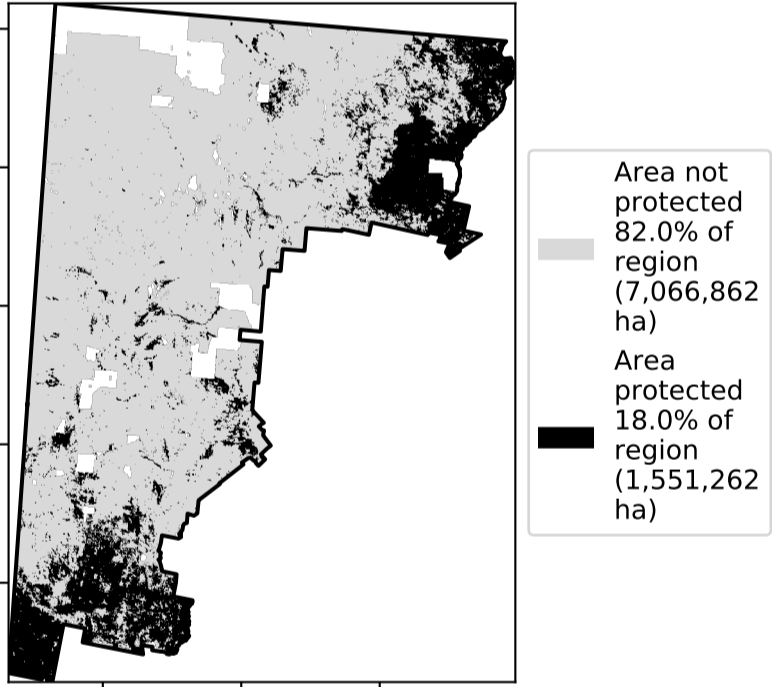 Area not
protected
82.0% of
region
(7,066,862
ha)
Area
protected
18.0% of
region
(1,551,262
ha)